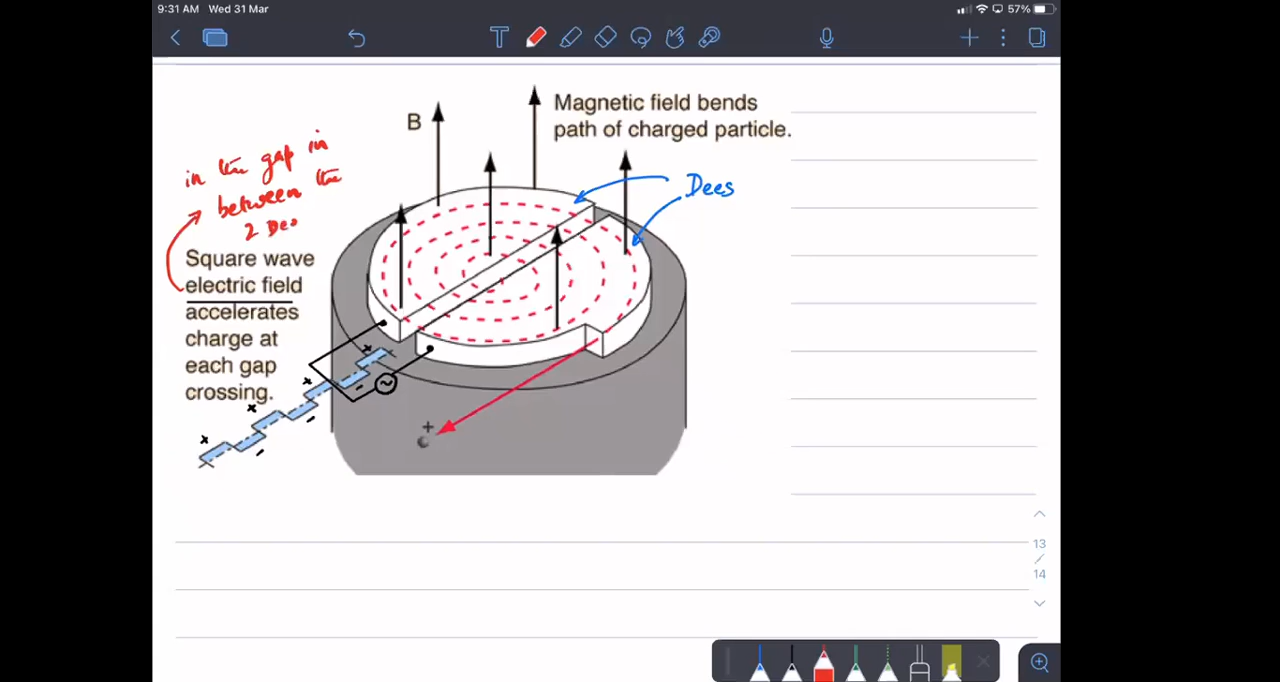 9:31 AM Wed 31 Mar
57%
T
B
Magnetic field bends
path of charged particle.
in the gap in
between the
2 Dees
Dees
Square wave
electric field
accelerates
charge at
each gap
crossing.
+
-
+
-
+
-
+
~
+
13
/
14